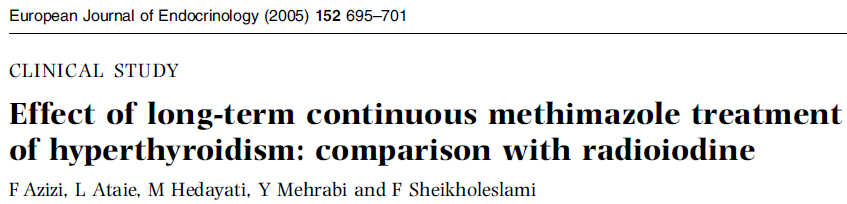 European Journal of Endocrinology (2005) 152 695–701
CLINICAL STUDY
Effect of long-term continuous methimazole treatment
of hyperthyroidism: comparison with radioiodine
F Azizi, L Ataie, M Hedayati, Y Mehrabi and F Sheikholeslami